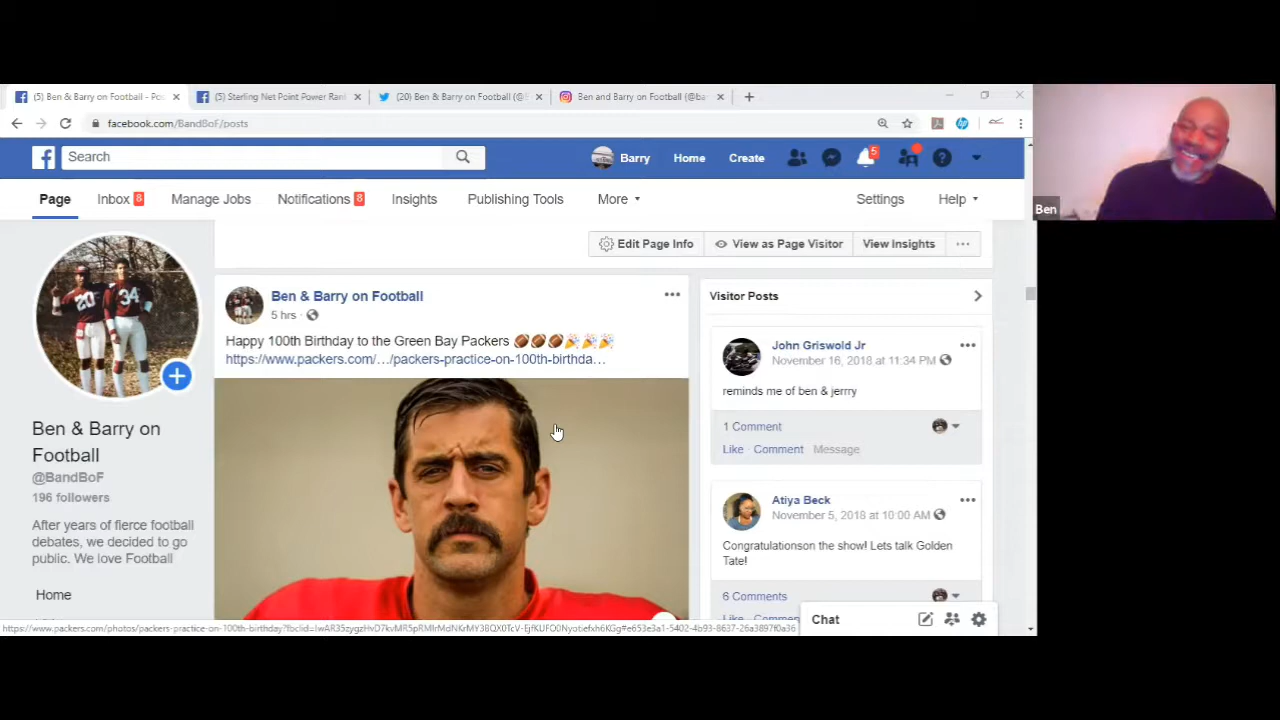 (5) Ben & Barry on Football - Po
(5) Sterling Net Point Power Ran
(20) Ben & Barry on Football (@
Ben and Barry on Football (@ba
facebook.com/BandBoF/posts
Search
Barry
Home
Create
5
Ben
Page
Inbox 8
Manage Jobs
Notifications 8
Insights
Publishing Tools
More
Settings
Help
Edit Page Info
View as Page Visitor
View Insights
20
34
Ben & Barry on
Football
@BandBoF
196 followers
After years of fierce football
debates, we decided to go
public. We love Football
Home
Ben & Barry on Football
5 hrs ·
Happy 100th Birthday to the Green Bay Packers 🏈🏈🏈🎉🎉🎉
https://www.packers.com/.../packers-practice-on-100th-birthda...
Visitor Posts
John Griswold Jr
November 16, 2018 at 11:34 PM
reminds me of ben & jerrry
1 Comment
Like Comment Message
Atiya Beck
November 5, 2018 at 10:00 AM
Congratulationson the show! Lets talk Golden
Tate!
6 Comments
Like Commen
Chat